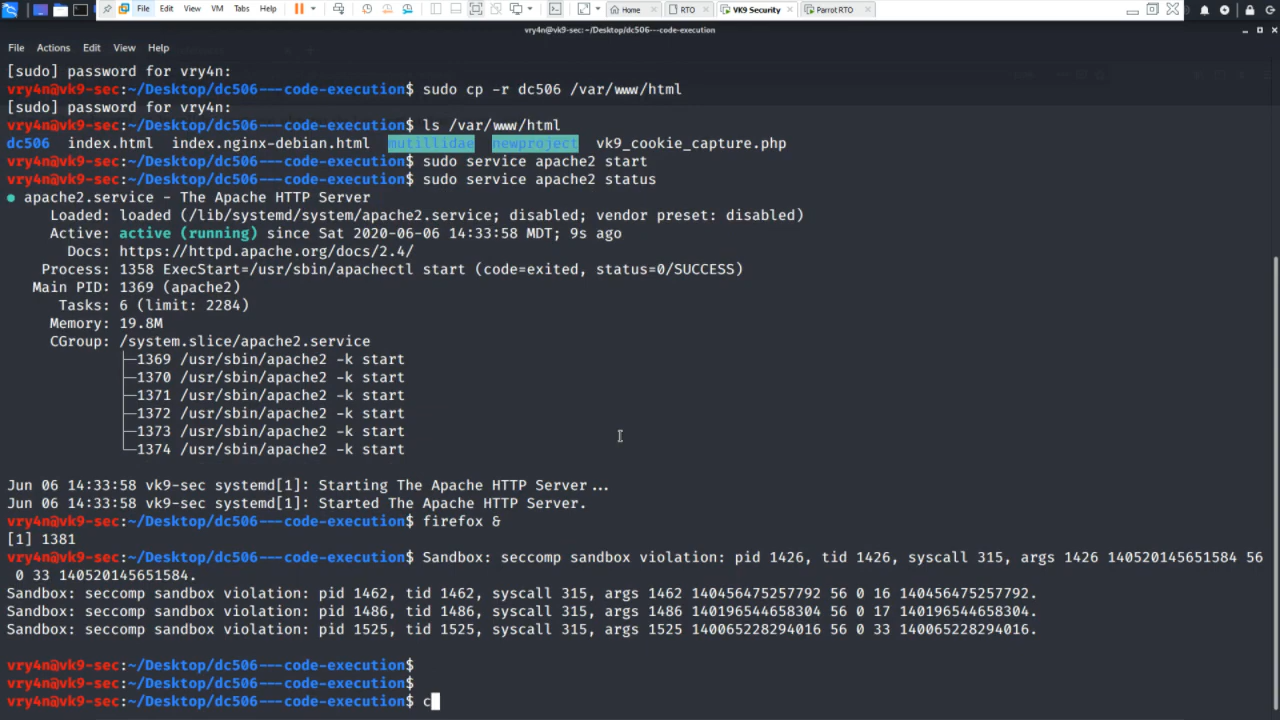 File Edit View VM Tabs Help Home RTO VK9 Security Parrot RTO
vry4n@vk9-sec:~/Desktop/dc506---code-execution
File Actions Edit View Help
[sudo] password for vry4n:
vry4n@vk9-sec:~/Desktop/dc506---code-execution$ sudo cp -r dc506 /var/www/html
[sudo] password for vry4n:
vry4n@vk9-sec:~/Desktop/dc506---code-execution$ ls /var/www/html
dc506 index.html index.nginx-debian.html mutillidae newproject vk9_cookie_capture.php
vry4n@vk9-sec:~/Desktop/dc506---code-execution$ sudo service apache2 start
vry4n@vk9-sec:~/Desktop/dc506---code-execution$ sudo service apache2 status
● apache2.service - The Apache HTTP Server
Loaded: loaded (/lib/systemd/system/apache2.service; disabled; vendor preset: disabled)
Active: active (running) since Sat 2020-06-06 14:33:58 MDT; 9s ago
Docs: https://httpd.apache.org/docs/2.4/
Process: 1358 ExecStart=/usr/sbin/apachectl start (code=exited, status=0/SUCCESS)
Main PID: 1369 (apache2)
Tasks: 6 (limit: 2284)
Memory: 19.8M
CGroup: /system.slice/apache2.service
├─1369 /usr/sbin/apache2 -k start
├─1370 /usr/sbin/apache2 -k start
├─1371 /usr/sbin/apache2 -k start
├─1372 /usr/sbin/apache2 -k start
├─1373 /usr/sbin/apache2 -k start
└─1374 /usr/sbin/apache2 -k start
Jun 06 14:33:58 vk9-sec systemd[1]: Starting The Apache HTTP Server...
Jun 06 14:33:58 vk9-sec systemd[1]: Started The Apache HTTP Server.
vry4n@vk9-sec:~/Desktop/dc506---code-execution$ firefox &
[1] 1381
vry4n@vk9-sec:~/Desktop/dc506---code-execution$ Sandbox: seccomp sandbox violation: pid 1426, tid 1426, syscall 315, args 1426 140520145651584 56
0 33 140520145651584.
Sandbox: seccomp sandbox violation: pid 1462, tid 1462, syscall 315, args 1462 140456475257792 56 0 16 140456475257792.
Sandbox: seccomp sandbox violation: pid 1486, tid 1486, syscall 315, args 1486 140196544658304 56 0 17 140196544658304.
Sandbox: seccomp sandbox violation: pid 1525, tid 1525, syscall 315, args 1525 140065228294016 56 0 33 140065228294016.
vry4n@vk9-sec:~/Desktop/dc506---code-execution$
vry4n@vk9-sec:~/Desktop/dc506---code-execution$
vry4n@vk9-sec:~/Desktop/dc506---code-execution$ c